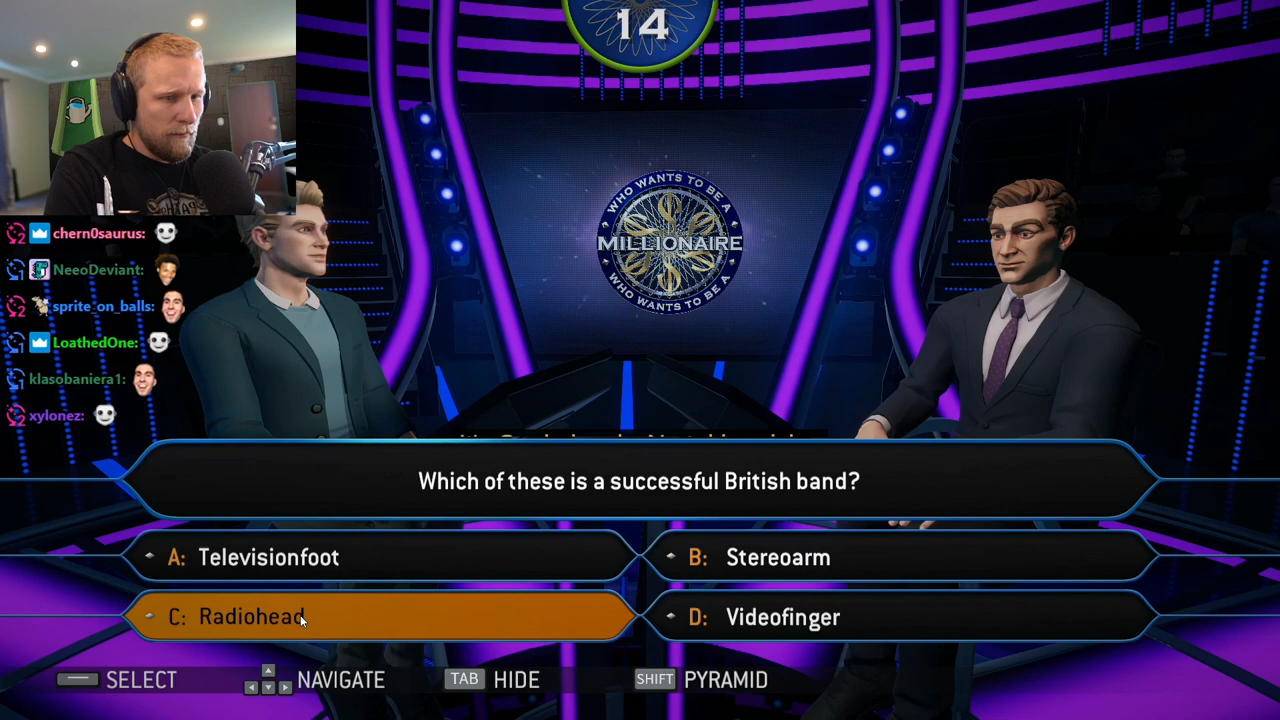 14
chern0saurus:
NeeoDeviant:
sprite_on_balls:
LoathedOne:
klasobaniera1:
xylonez:
WHO WANTS TO BE A
MILLIONAIRE
WHO WANTS TO BE A
Which of these is a successful British band?
A: Televisionfoot
B: Stereoarm
C: Radiohead
D: Videofinger
SELECT
NAVIGATE
TAB HIDE
SHIFT PYRAMID